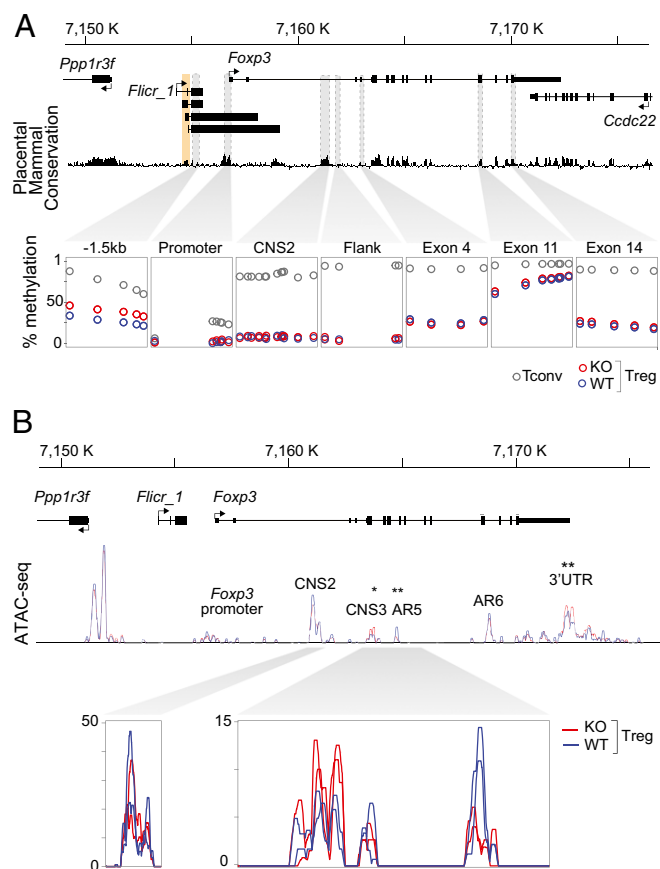 A
7,150 K 7,160 K 7,170 K
Ppp1r3f Foxp3
Flicr_1
Ccdc22
Placental
Mammal
Conservation
-1.5kb Promoter CNS2 Flank Exon 4 Exon 11 Exon 14
% methylation
1
50
0
Tconv KO
WT Treg
B
7,150 K 7,160 K 7,170 K
Ppp1r3f Flicr_1 Foxp3
ATAC-seq
Foxp3
promoter
CNS2
*
CNS3
**
AR5
AR6
**
3'UTR
50
0
15
0
KO
WT Treg